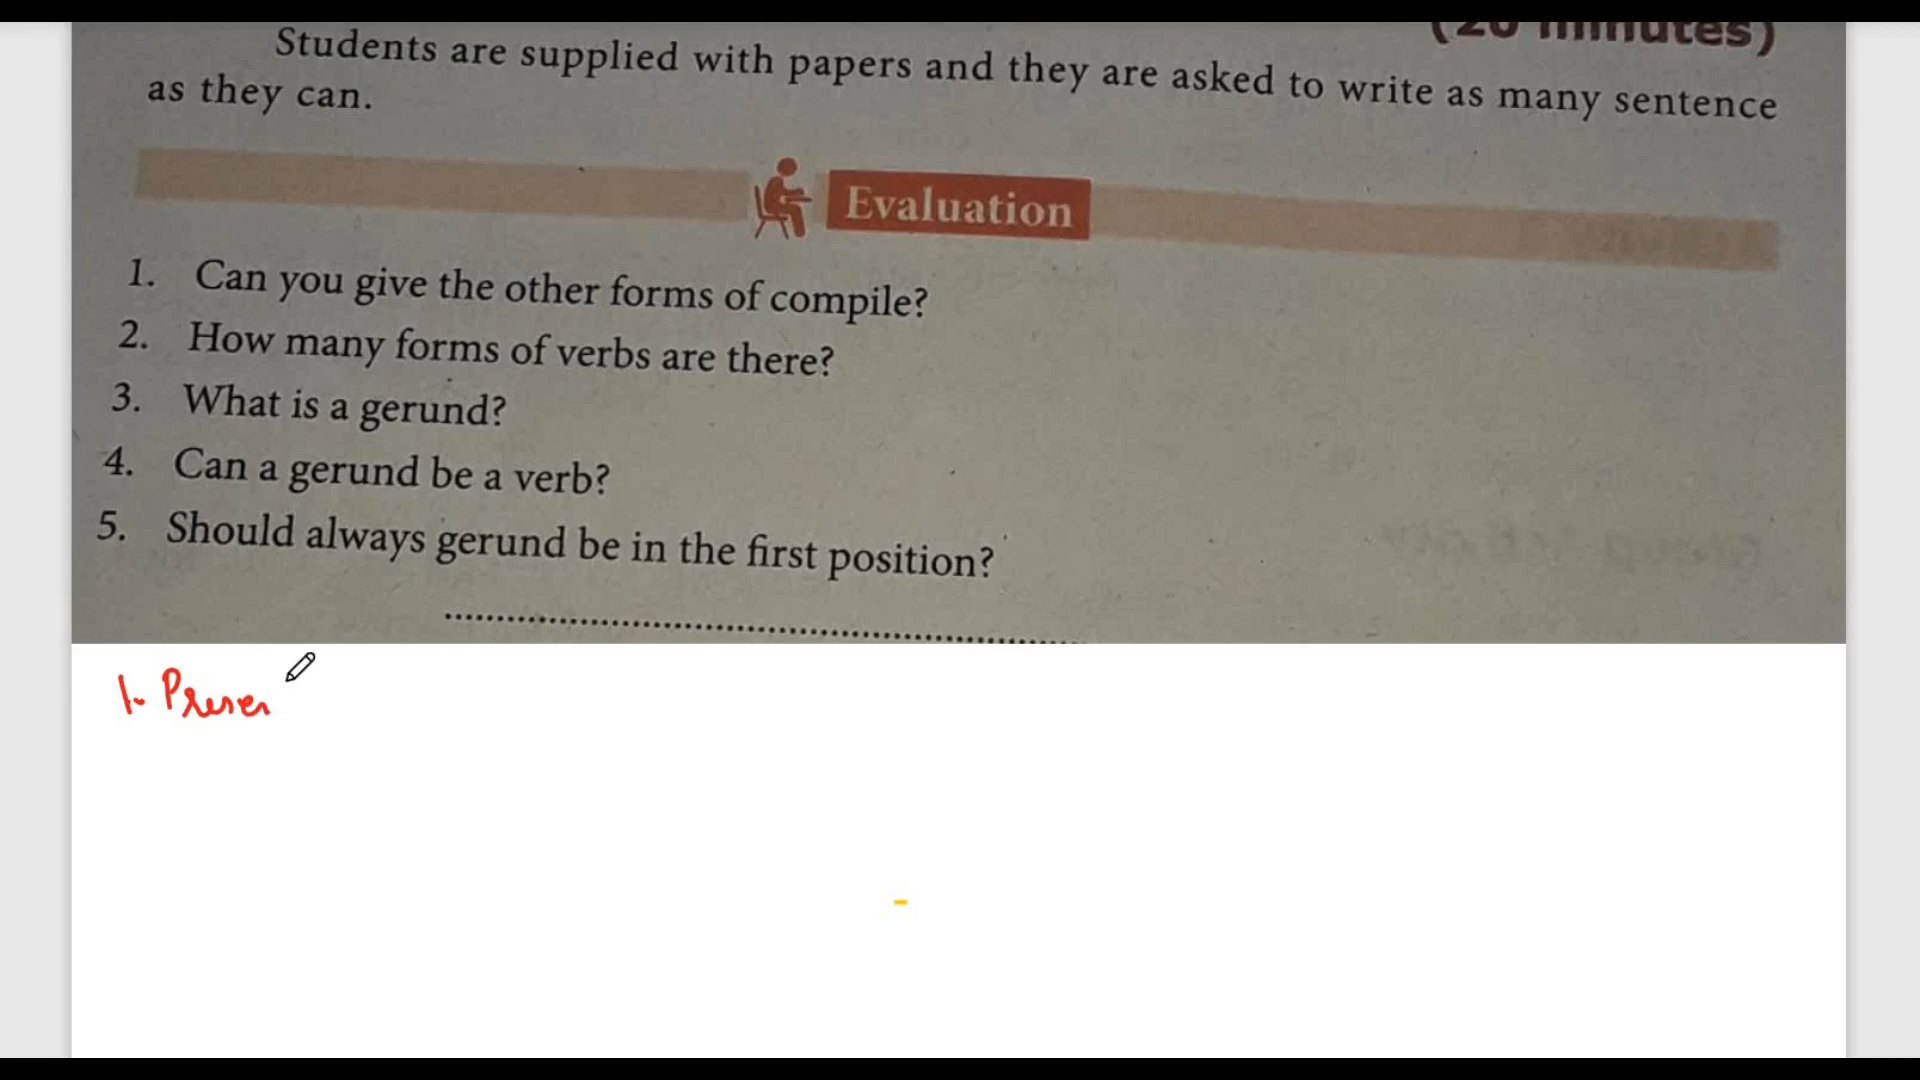 (20 minutes)
Students are supplied with papers and they are asked to write as many sentence
as they can.
Evaluation
1. Can you give the other forms of compile?
2. How many forms of verbs are there?
3. What is a gerund?
4. Can a gerund be a verb?
5. Should always gerund be in the first position?
1. Presen